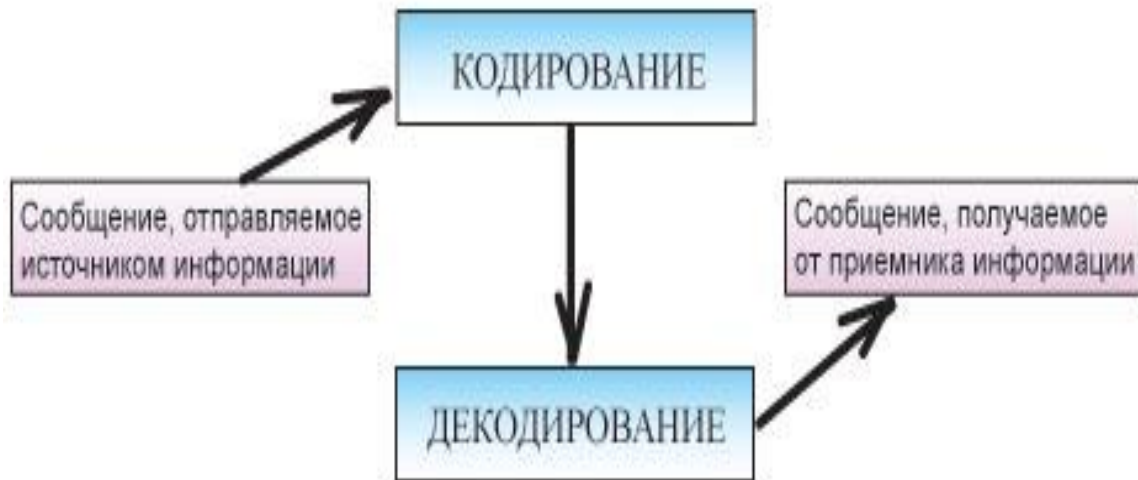 КОДИРОВАНИЕ
Сообщение, отправляемое
источником информации
Сообщение, получаемое
от приемника информации
ДЕКОДИРОВАНИЕ